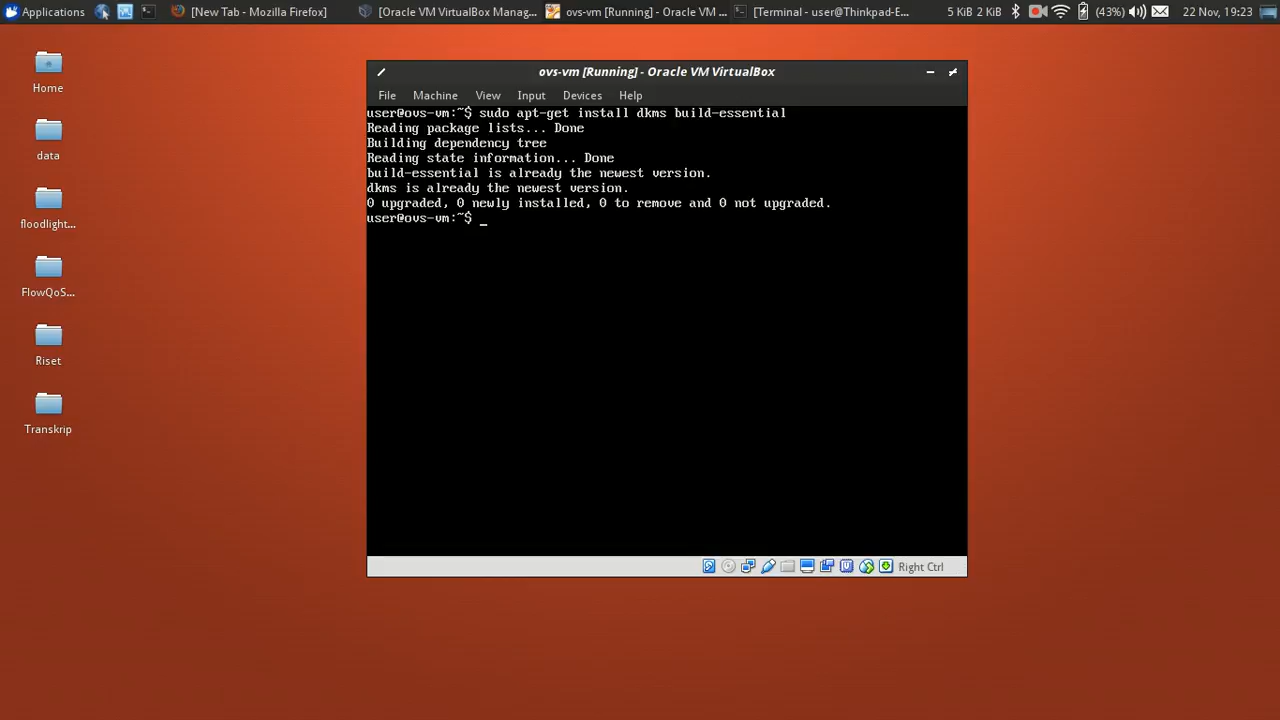 Applications
[New Tab - Mozilla Firefox]
[Oracle VM VirtualBox Manag...
ovs-vm [Running] - Oracle VM ...
[Terminal - user@Thinkpad-E...
5 KiB 2 KiB
(43%)
22 Nov, 19:23
Home
data
floodlight...
FlowQoS...
Riset
Transkrip
ovs-vm [Running] - Oracle VM VirtualBox
File Machine View Input Devices Help
user@ovs-vm:~$ sudo apt-get install dkms build-essential
Reading package lists... Done
Building dependency tree
Reading state information... Done
build-essential is already the newest version.
dkms is already the newest version.
0 upgraded, 0 newly installed, 0 to remove and 0 not upgraded.
user@ovs-vm:~$ _
Right Ctrl